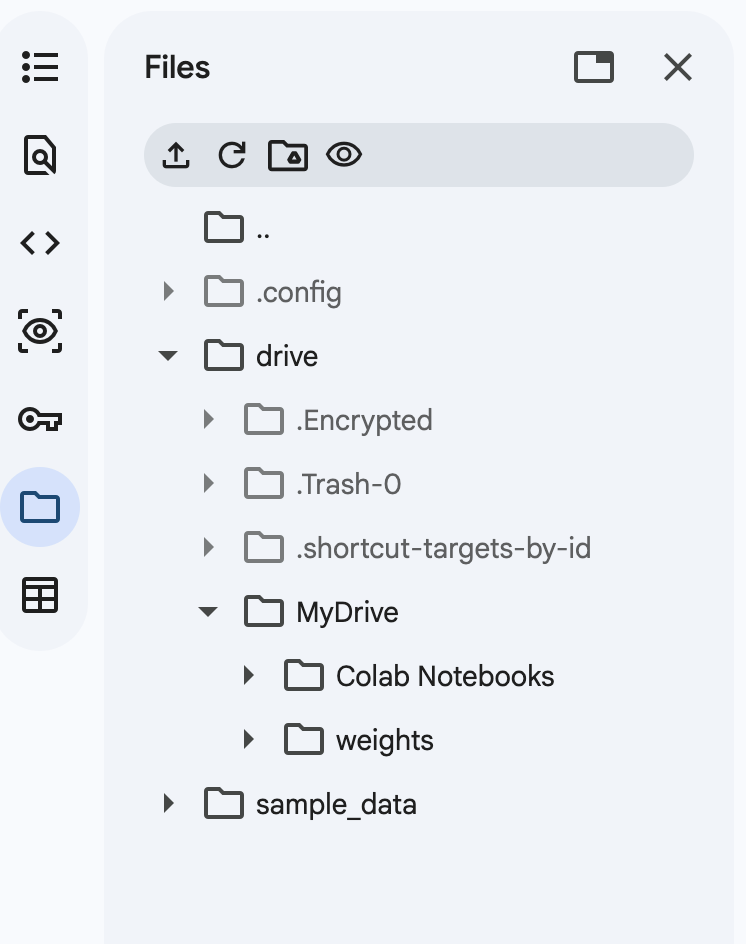 Files
..
.config
drive
.Encrypted
.Trash-0
.shortcut-targets-by-id
MyDrive
Colab Notebooks
weights
sample_data